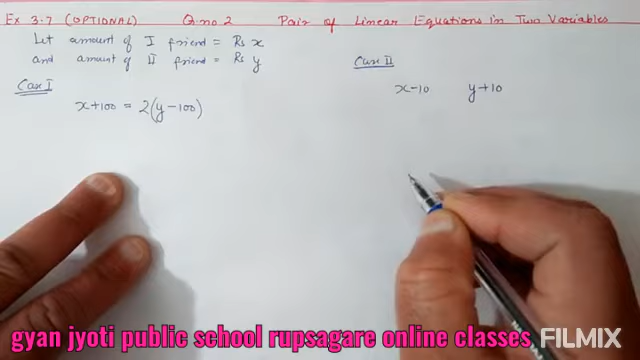 Ex 3.7 (OPTIONAL) Q.no 2 Pair of Linear Equations in Two Variables
Let amount of I friend = Rs x
and amount of II friend = Rs y
Case I
x+100 = 2(y-100)
Case II
x-10 y+10
gyan jyoti public school rupsagare online classes
FILMIX